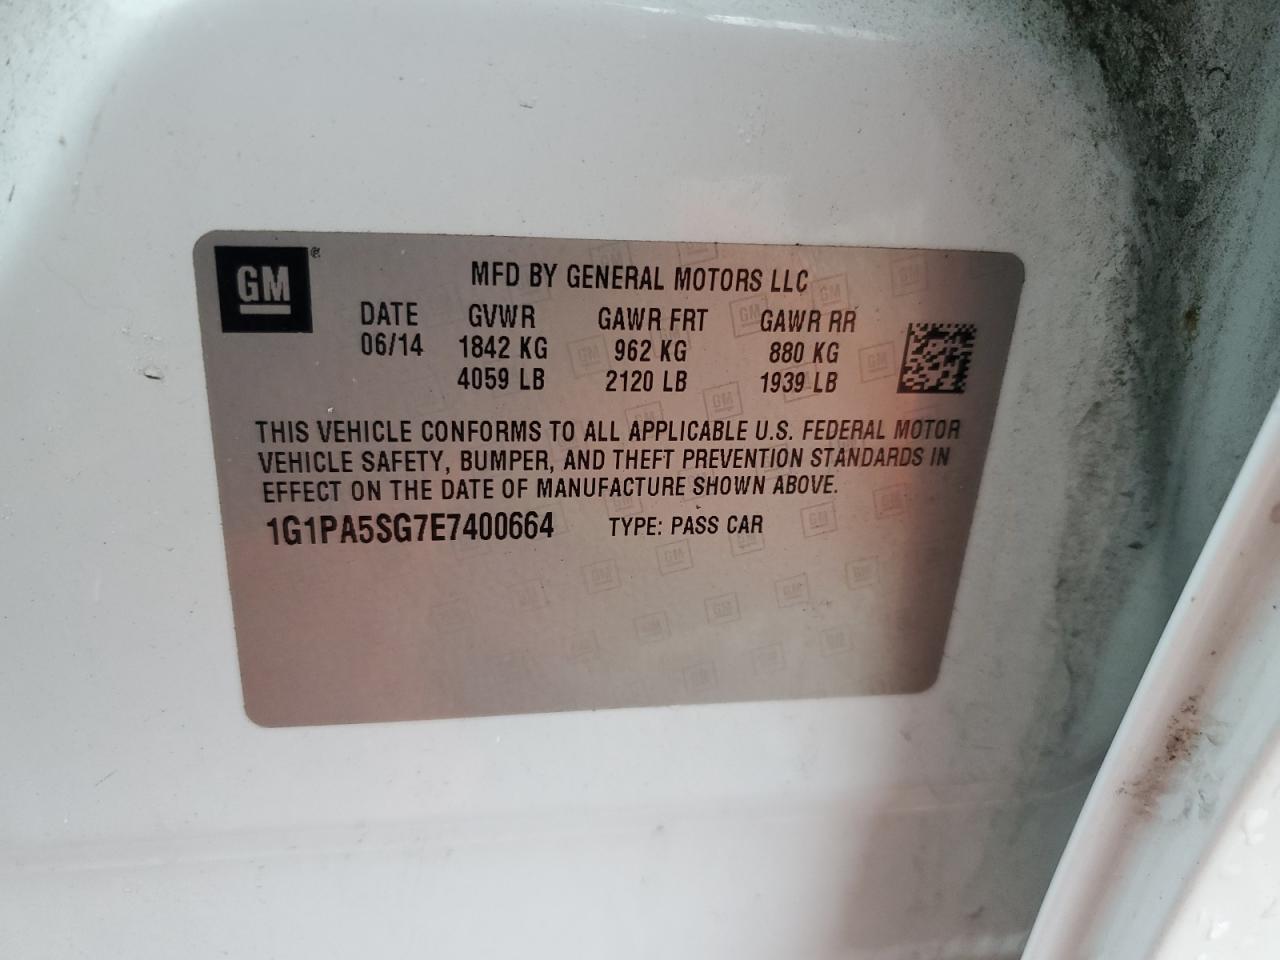 GM®
MFD BY GENERAL MOTORS LLC
DATE GVWR GAWR FRT GAWR RR
06/14 1842 KG 962 KG 880 KG
4059 LB 2120 LB 1939 LB
THIS VEHICLE CONFORMS TO ALL APPLICABLE U.S. FEDERAL MOTOR
VEHICLE SAFETY, BUMPER, AND THEFT PREVENTION STANDARDS IN
EFFECT ON THE DATE OF MANUFACTURE SHOWN ABOVE.
1G1PA5SG7E7400664 TYPE: PASS CAR